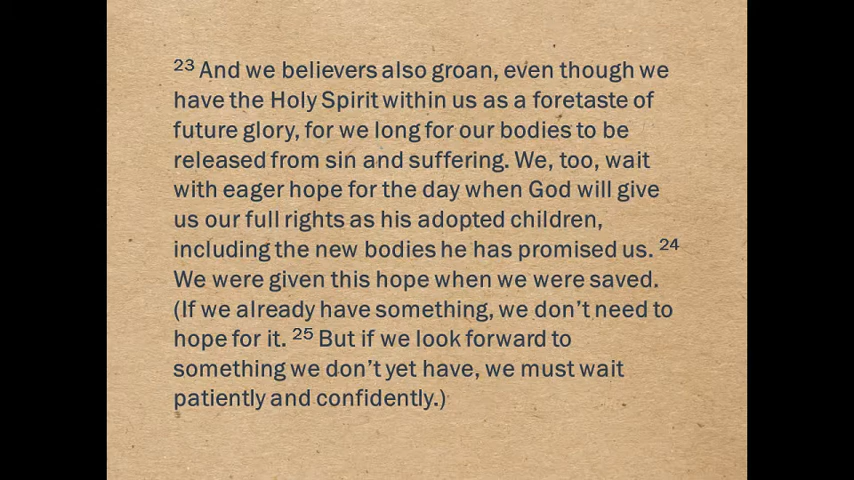 23 And we believers also groan, even though we
have the Holy Spirit within us as a foretaste of
future glory, for we long for our bodies to be
released from sin and suffering. We, too, wait
with eager hope for the day when God will give
us our full rights as his adopted children,
including the new bodies he has promised us. 24
We were given this hope when we were saved.
(If we already have something, we don’t need to
hope for it. 25 But if we look forward to
something we don’t yet have, we must wait
patiently and confidently.)